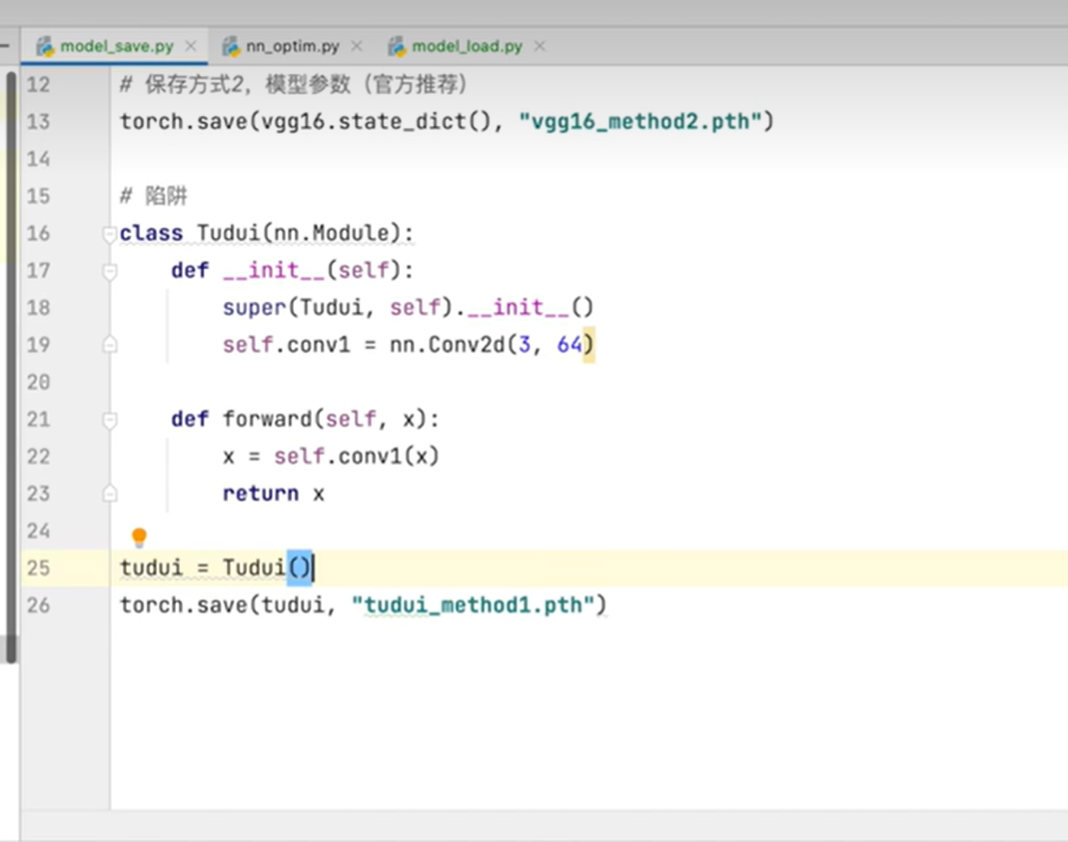 model_save.py nn_optim.py model_load.py
12 # 保存方式2，模型参数（官方推荐）
13 torch.save(vgg16.state_dict(), "vgg16_method2.pth")
14
15 # 陷阱
16 class Tudui(nn.Module):
17     def __init__(self):
18         super(Tudui, self).__init__()
19         self.conv1 = nn.Conv2d(3, 64)
20
21     def forward(self, x):
22         x = self.conv1(x)
23         return x
24
25 tudui = Tudui()
26 torch.save(tudui, "tudui_method1.pth")